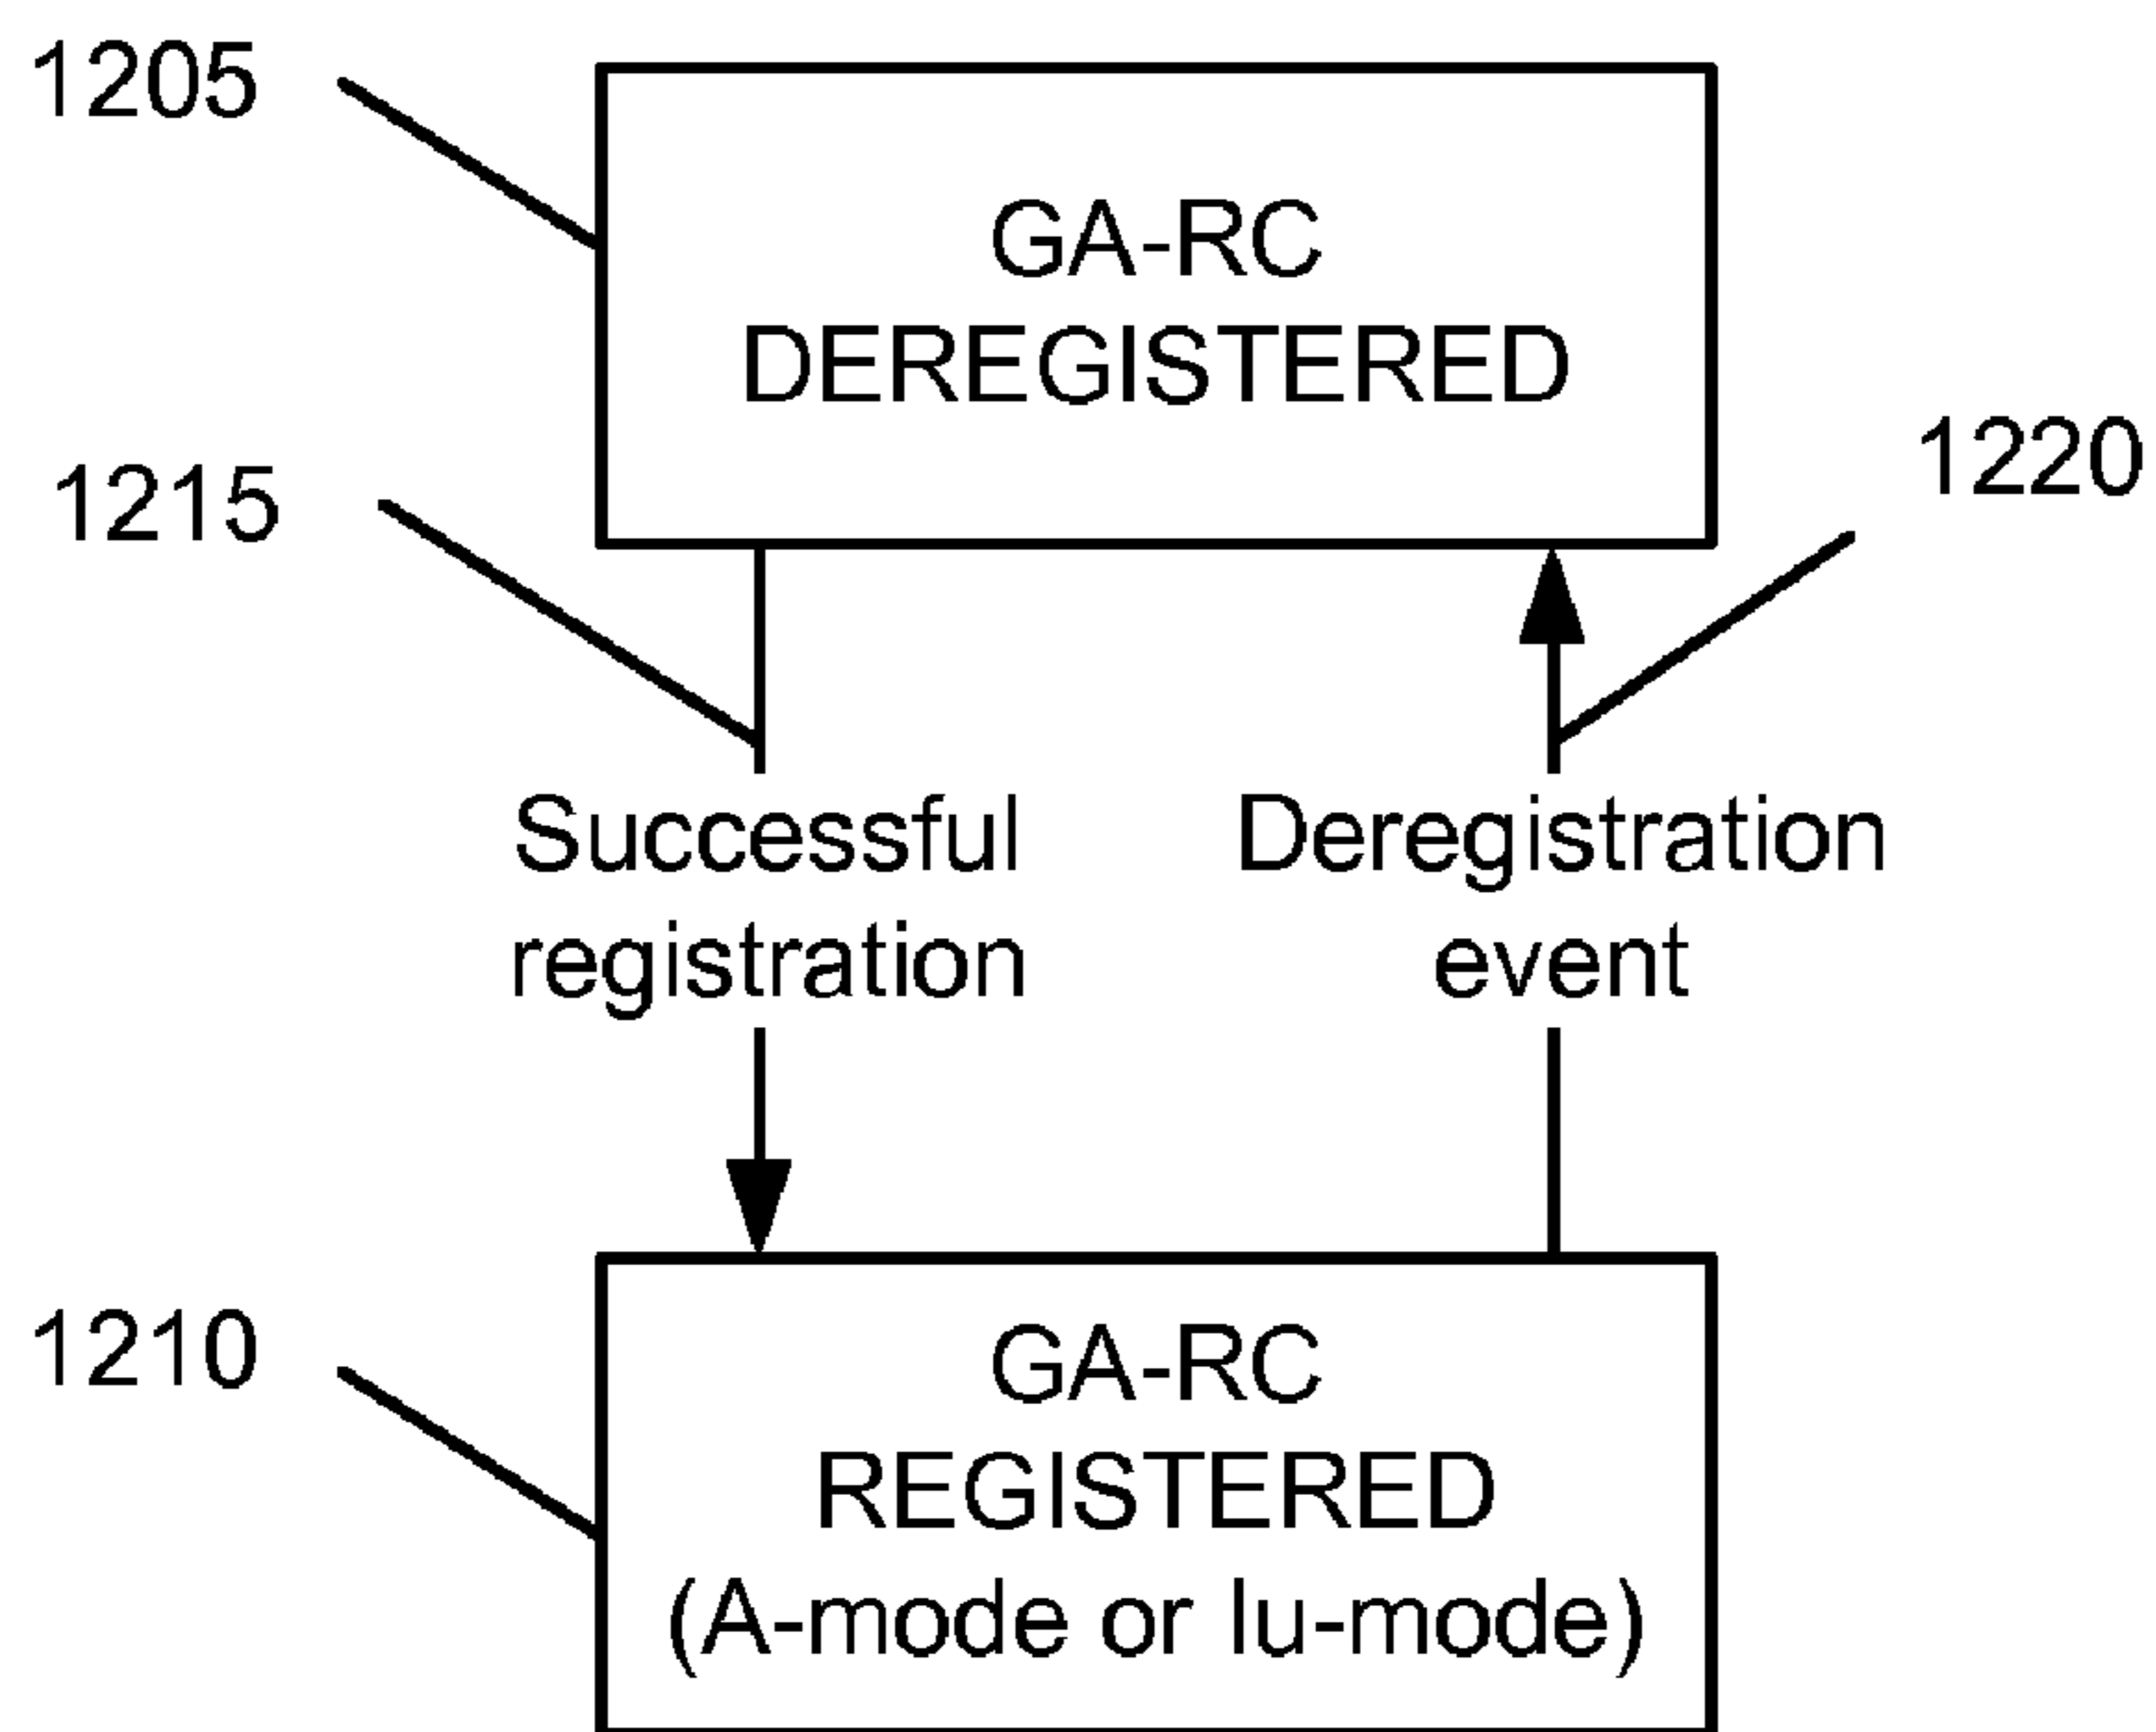 1205
GA-RC
DEREGISTERED
1215
1220
Successful
registration
Deregistration
event
1210
GA-RC
REGISTERED
(A-mode or Iu-mode)